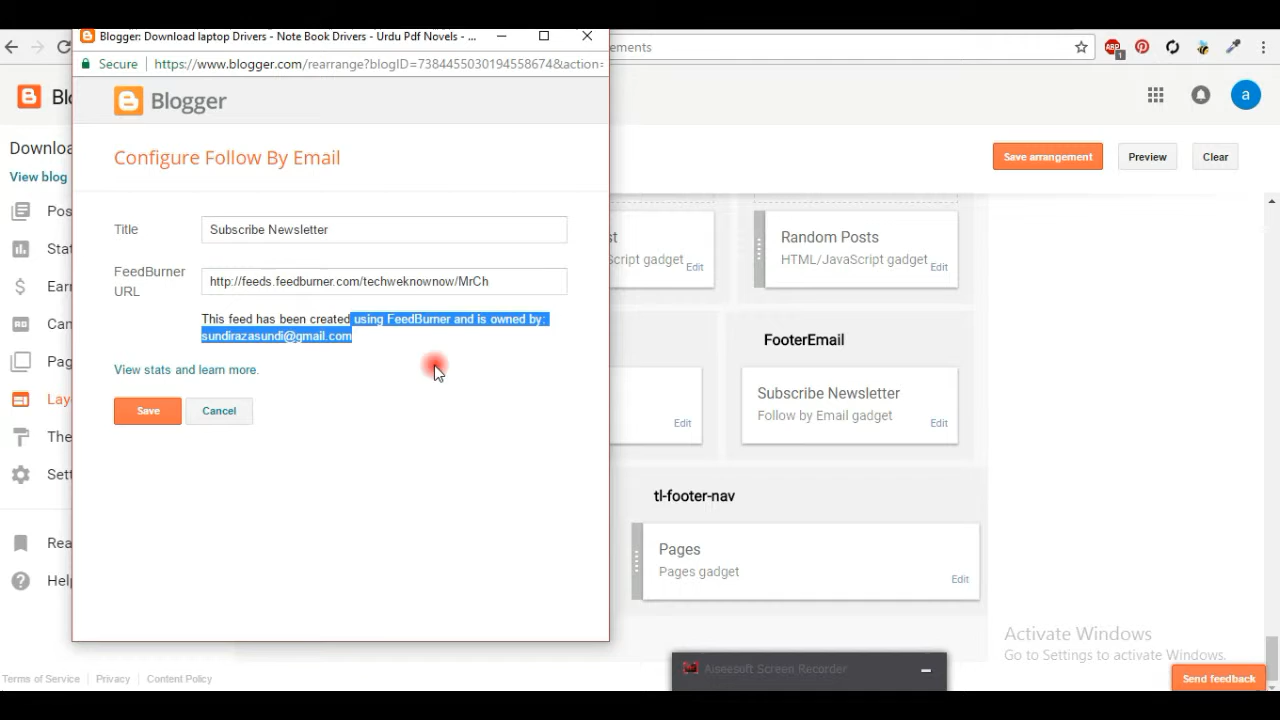 Blogger: Download laptop Drivers - Note Book Drivers - Urdu Pdf Novels - ...
Secure https://www.blogger.com/rearrange?blogID=7384455030194558674&action=
ements
Blogger
a
Configure Follow By Email
Downloa
Save arrangement Preview Clear
View blog
Title Subscribe Newsletter
Random Posts
HTML/JavaScript gadget Edit
Script gadget Edit
FeedBurner URL http://feeds.feedburner.com/techweknownow/MrCh
This feed has been created using FeedBurner and is owned by:
sundirazasundi@gmail.com
View stats and learn more.
Save Cancel
FooterEmail
Subscribe Newsletter
Follow by Email gadget
Edit Edit
tl-footer-nav
Pages
Pages gadget
Edit
Pos
Stat
Earr
Can
Pag
Lay
The
Sett
Rea
Help
Activate Windows
Go to Settings to activate Windows.
Aiseesoft Screen Recorder
Send feedback
Terms of Service Privacy Content Policy